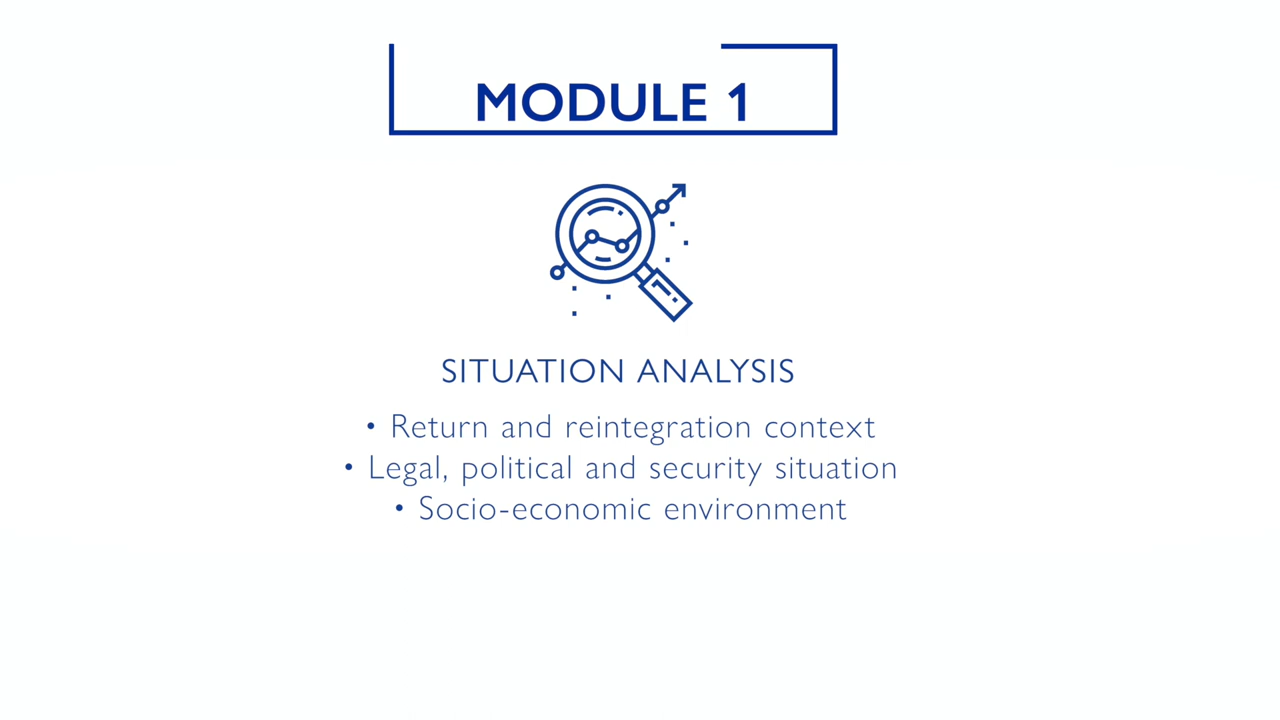 MODULE 1
SITUATION ANALYSIS
• Return and reintegration context
• Legal, political and security situation
• Socio-economic environment